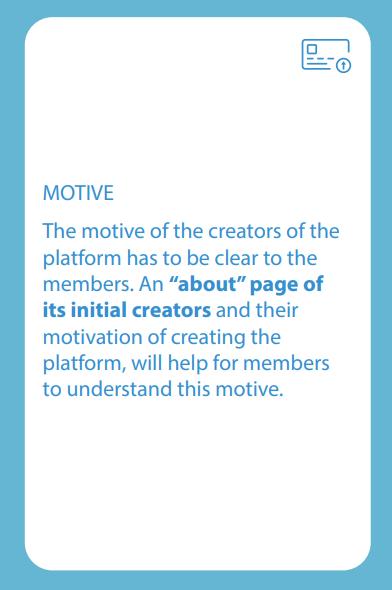 MOTIVE
The motive of the creators of the
platform has to be clear to the
members. An “about” page of
its initial creators and their
motivation of creating the
platform, will help for members
to understand this motive.